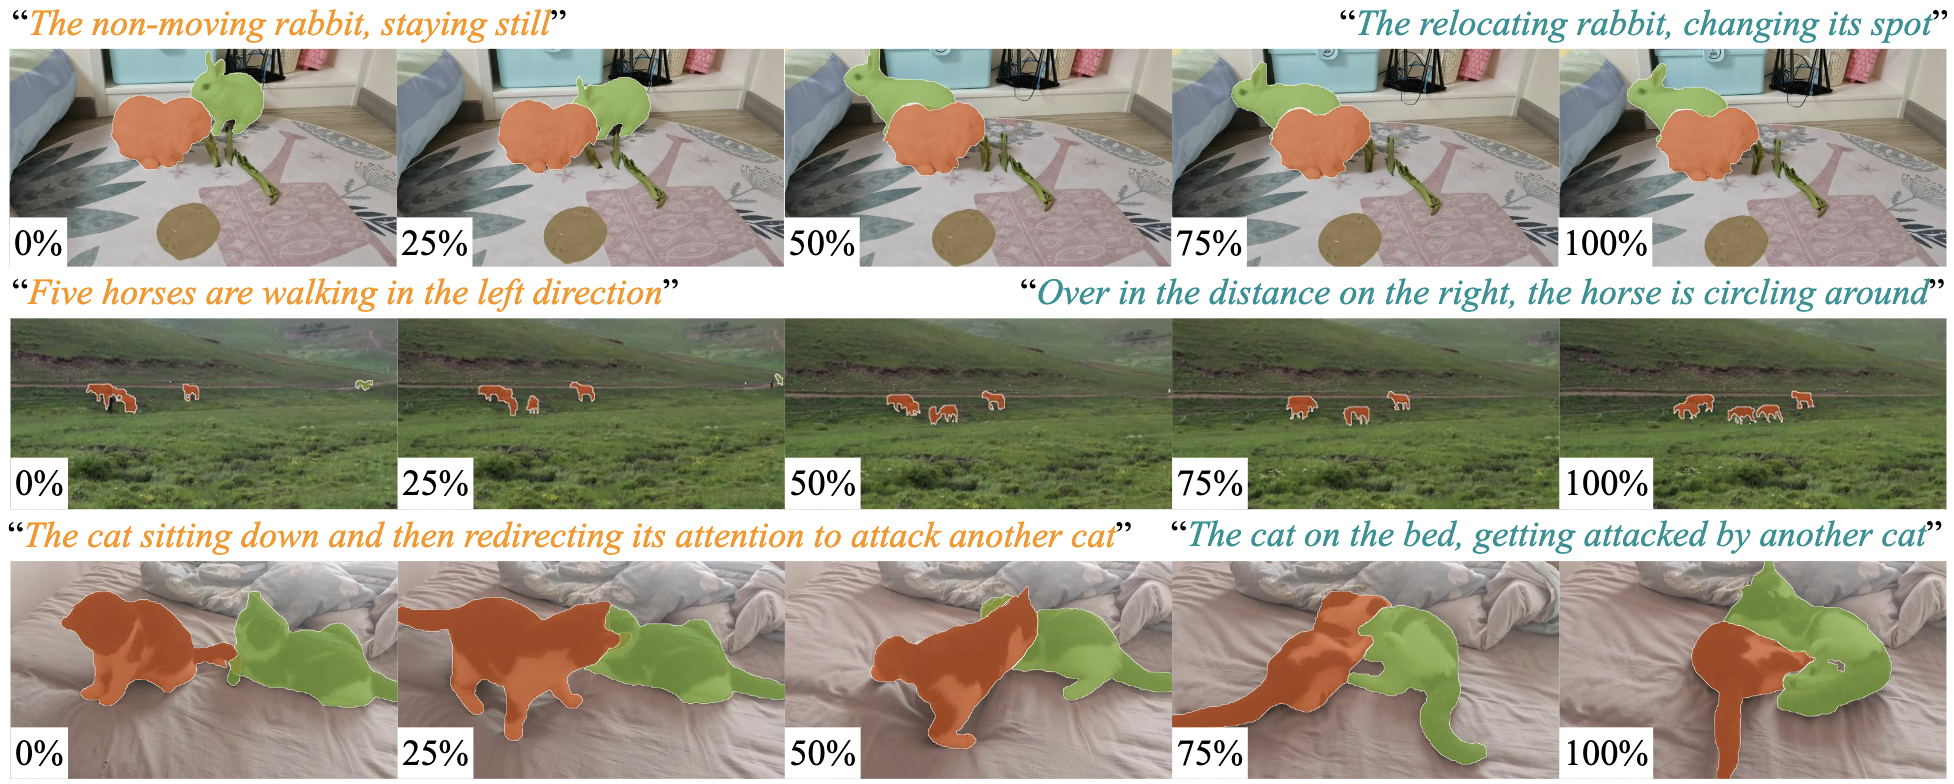 “The non-moving rabbit, staying still” “The relocating rabbit, changing its spot”
0% 25% 50% 75% 100%
“Five horses are walking in the left direction” “Over in the distance on the right, the horse is circling around”
0% 25% 50% 75% 100%
“The cat sitting down and then redirecting its attention to attack another cat” “The cat on the bed, getting attacked by another cat”
0% 25% 50% 75% 100%